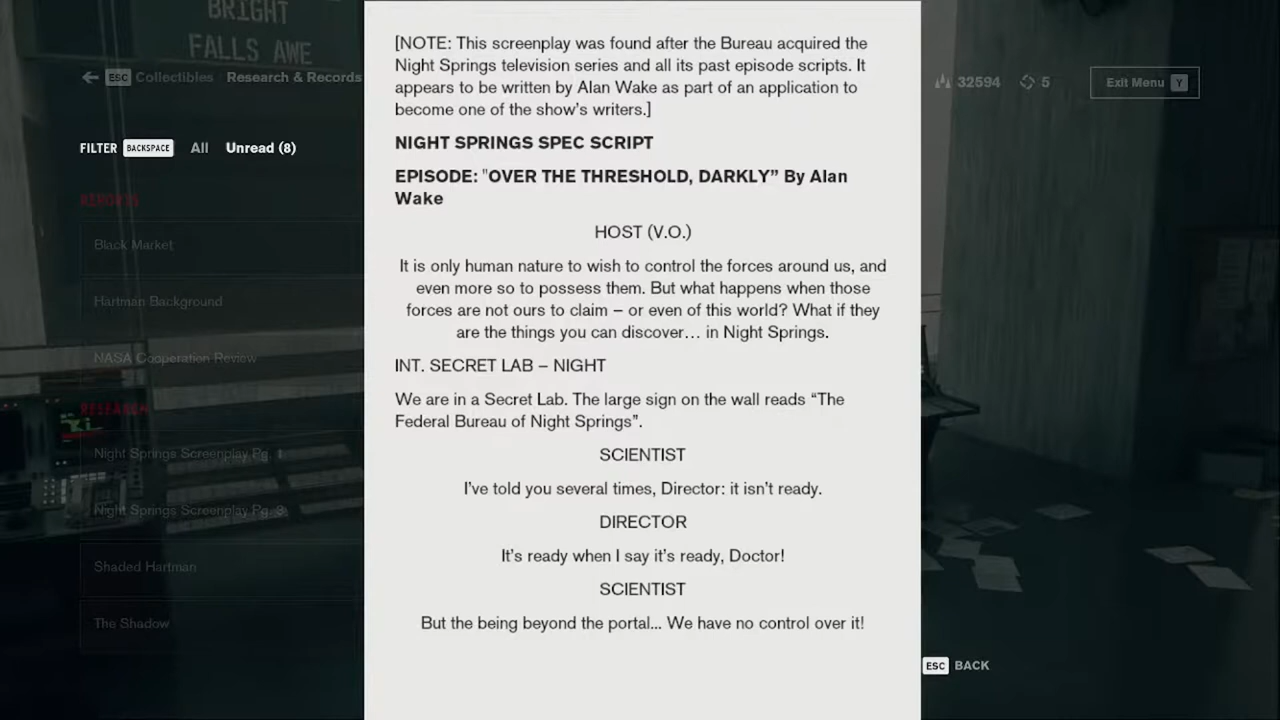 BRIGHT
FALLS AWE
ESC Collectibles Research & Records
32594 5 Exit Menu Y
FILTER BACKSPACE All Unread (8)
REPORTS
Black Market
Hartman Background
NASA Cooperation Review
RESEARCH
Night Springs Screenplay Pg. 1
Night Springs Screenplay Pg. 3
Shaded Hartman
The Shadow
[NOTE: This screenplay was found after the Bureau acquired the
Night Springs television series and all its past episode scripts. It
appears to be written by Alan Wake as part of an application to
become one of the show’s writers.]
NIGHT SPRINGS SPEC SCRIPT
EPISODE: "OVER THE THRESHOLD, DARKLY” By Alan
Wake
HOST (V.O.)
It is only human nature to wish to control the forces around us, and
even more so to possess them. But what happens when those
forces are not ours to claim – or even of this world? What if they
are the things you can discover… in Night Springs.
INT. SECRET LAB – NIGHT
We are in a Secret Lab. The large sign on the wall reads “The
Federal Bureau of Night Springs”.
SCIENTIST
I’ve told you several times, Director: it isn’t ready.
DIRECTOR
It’s ready when I say it’s ready, Doctor!
SCIENTIST
But the being beyond the portal... We have no control over it!
ESC BACK